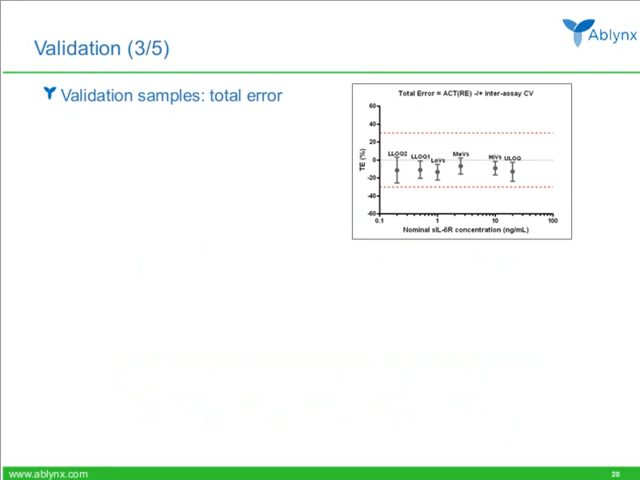 Ablynx
Validation (3/5)
Validation samples: total error
Total Error = ACT(RE) -/+ inter-assay CV
60
40
20
0
-20
-40
-60
TE (%)
LLOQ2
LLOQ1
LoVs
MeVs
HiVs
ULOQ
0.1
1
10
100
Nominal sIL-6R concentration (ng/mL)
www.ablynx.com
20